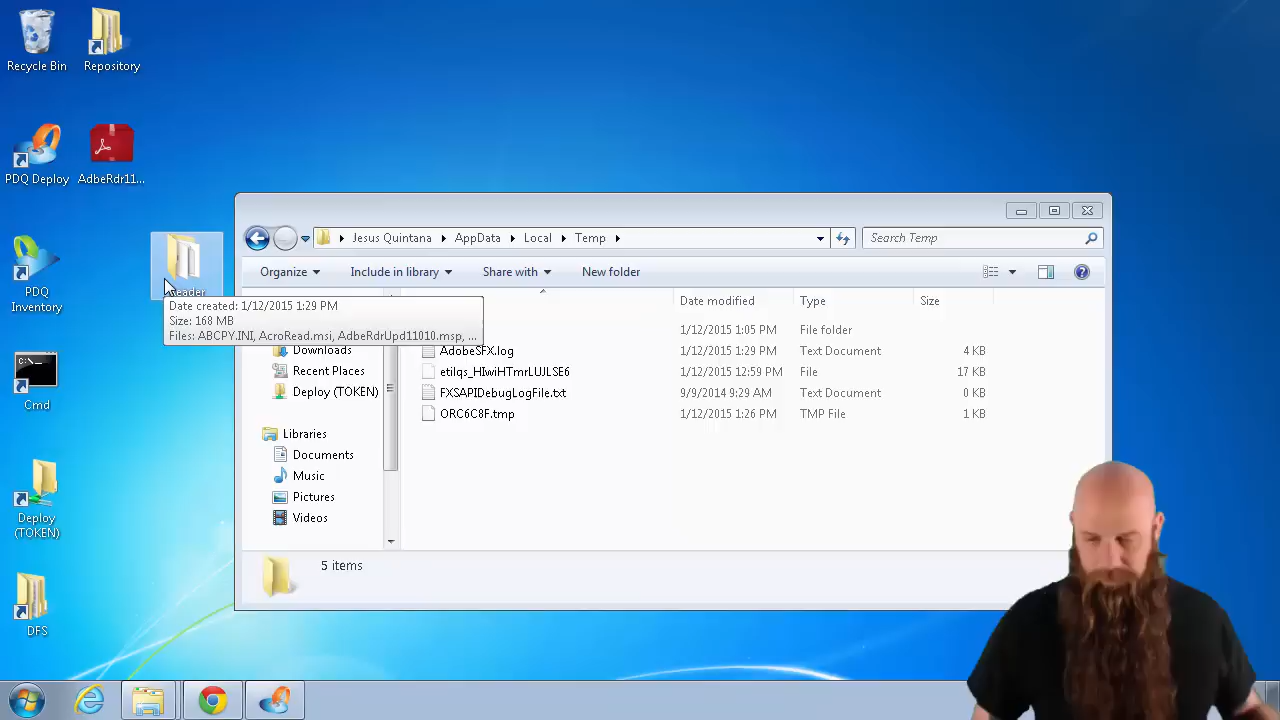 Recycle Bin
Repository
PDQ Deploy
AdbeRdr11...
PDQ
Inventory
Cmd
Deploy
(TOKEN)
DFS
Date created: 1/12/2015 1:29 PM
Size: 168 MB
Files: ABCPY.INI, AcroRead.msi, AdbeRdrUpd11010.msp, ...
Jesus Quintana
AppData
Local
Temp
Search Temp
Organize
Include in library
Share with
New folder
Date modified
Type
Size
1/12/2015 1:05 PM
File folder
Downloads
Recent Places
Deploy (TOKEN)
Libraries
Documents
Music
Pictures
Videos
AdobeSFX.log
1/12/2015 1:29 PM
Text Document
4 KB
etilqs_HIwiHTmrLUJLSE6
1/12/2015 12:59 PM
File
17 KB
FXSAPIDebugLogFile.txt
9/9/2014 9:29 AM
Text Document
0 KB
ORC6C8F.tmp
1/12/2015 1:26 PM
TMP File
1 KB
5 items